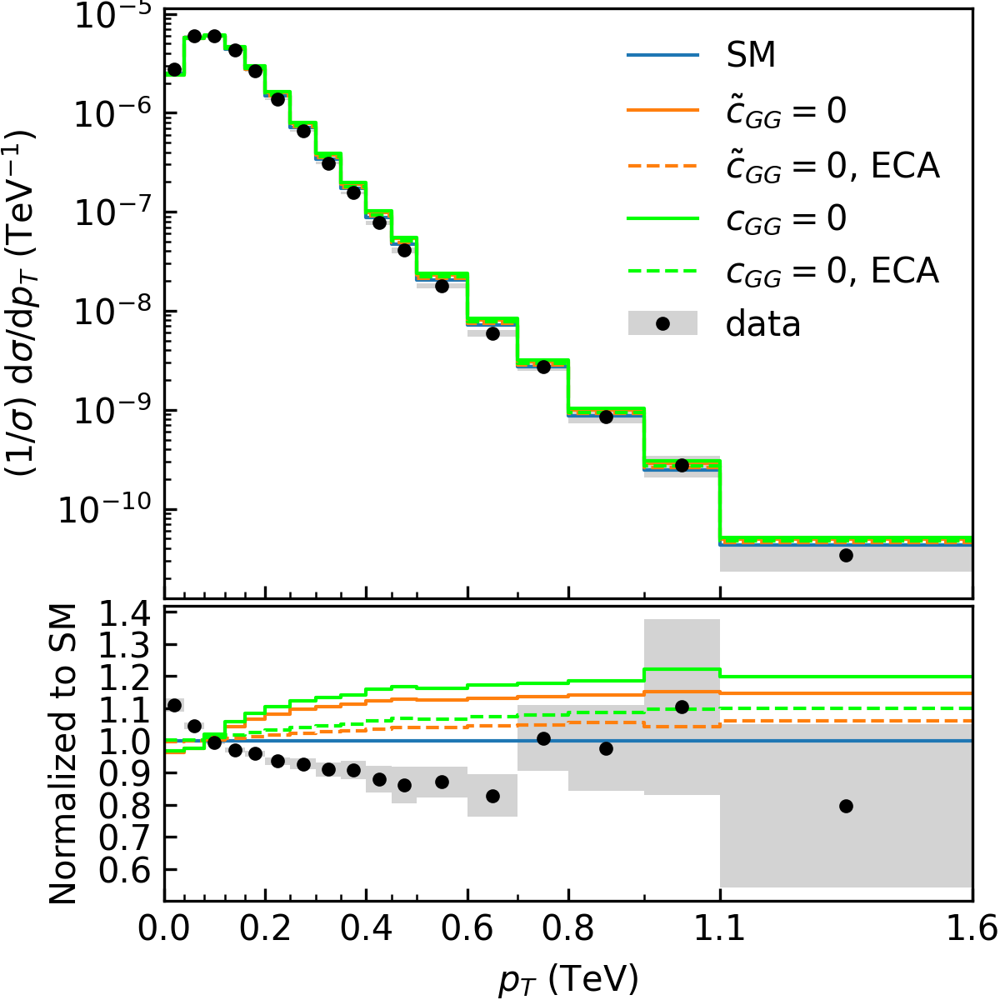 10⁻⁵
10⁻⁶
10⁻⁷
10⁻⁸
10⁻⁹
10⁻¹⁰
(1/σ) dσ/dp_T (TeV⁻¹)
SM
c̃_GG = 0
c̃_GG = 0, ECA
c_GG = 0
c_GG = 0, ECA
data
1.4
1.3
1.2
1.1
1.0
0.9
0.8
0.7
0.6
Normalized to SM
0.0 0.2 0.4 0.6 0.8 1.1 1.6
p_T (TeV)